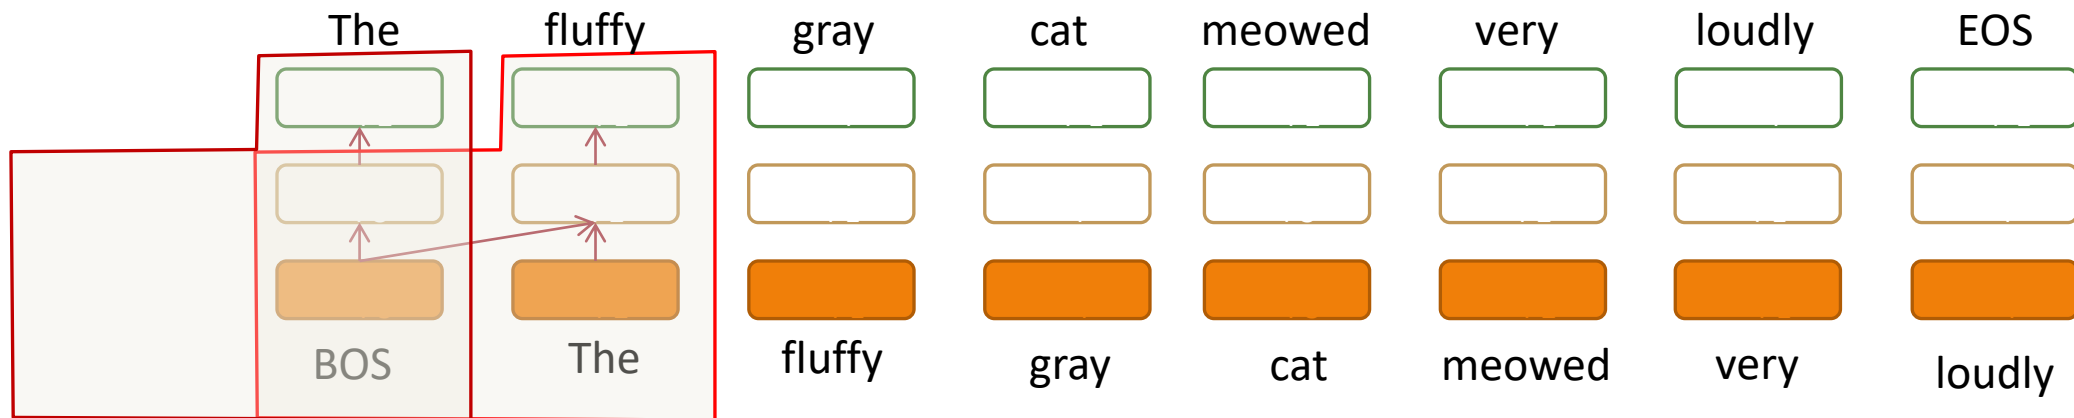 The fluffy gray cat meowed very loudly EOS
BOS The fluffy gray cat meowed very loudly